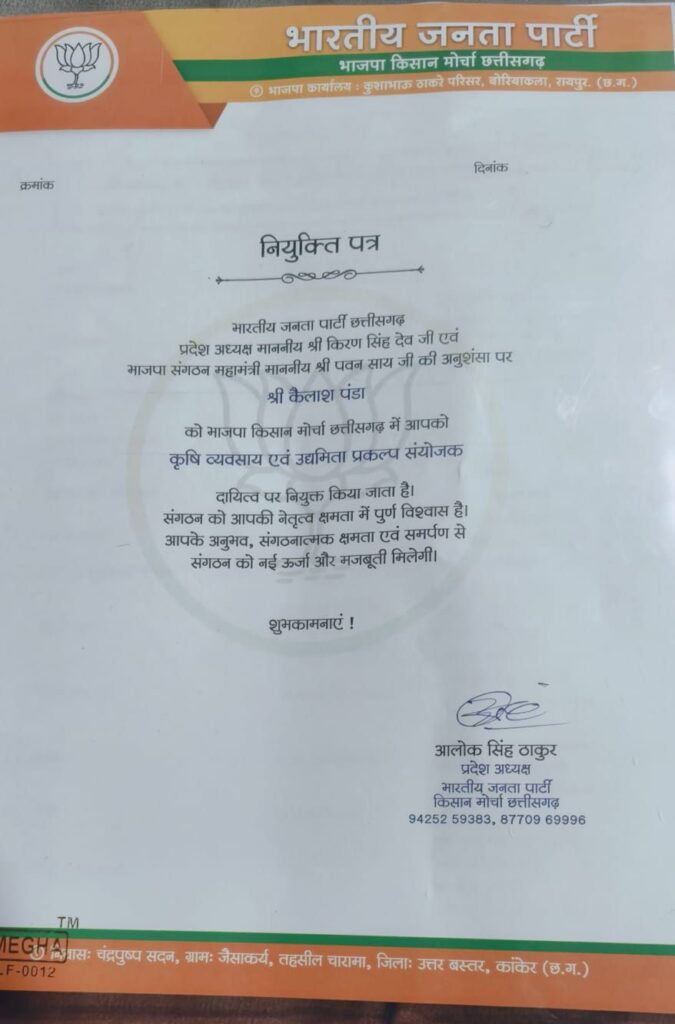 भारतीय जनता पार्टी
भाजपा किसान मोर्चा छत्तीसगढ़
भाजपा कार्यालय : कुशाभाऊ ठाकरे परिसर, बोरियाकला, रायपुर. (छ.ग.)
दिनांक
क्रमांक
नियुक्ति पत्र
भारतीय जनता पार्टी छत्तीसगढ़
प्रदेश अध्यक्ष माननीय श्री किरण सिंह देव जी एवं
भाजपा संगठन महामंत्री माननीय श्री पवन साय जी की अनुशंसा पर
श्री कैलाश पंडा
को भाजपा किसान मोर्चा छत्तीसगढ़ में आपको
कृषि व्यवसाय एवं उद्यमिता प्रकल्प संयोजक
दायित्व पर नियुक्त किया जाता है।
संगठन को आपकी नेतृत्व क्षमता में पुर्ण विश्वास है।
आपके अनुभव, संगठनात्मक क्षमता एवं समर्पण से
संगठन को नई ऊर्जा और मजबूती मिलेगी।
शुभकामनाएं !
आलोक सिंह ठाकुर
प्रदेश अध्यक्ष
भारतीय जनता पार्टी
किसान मोर्चा छत्तीसगढ़
94252 59383, 87709 69996
TM
MEGHA
LF-0012
चंद्रपुष्प सदन, ग्राम: जैसाकर्य, तहसील चारामा, जिला: उत्तर बस्तर, कांकेर (छ.ग.)